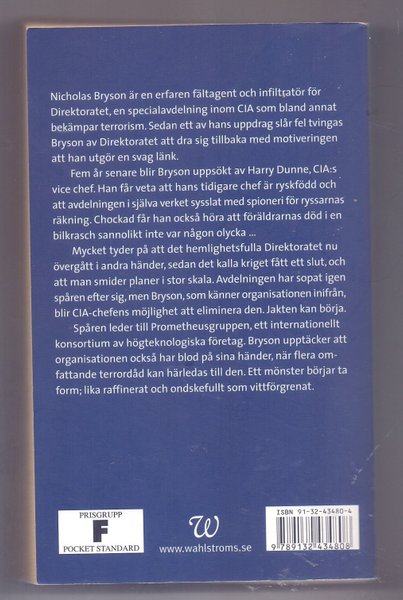 Nicholas Bryson är en erfaren fältagent och infiltratör för
Direktoratet, en specialavdelning inom CIA som bland annat
bekämpar terrorism. Sedan ett av hans uppdrag slår fel tvingas
Bryson av Direktoratet att dra sig tillbaka med motiveringen
att han utgör en svag länk.
Fem år senare blir Bryson uppsökt av Harry Dunne, CIA:s
vice chef. Han får veta att hans tidigare chef är ryskfödd och
att avdelningen i själva verket sysslat med spioneri för ryssarnas
räkning. Chockad får han också höra att föräldrarnas död i en
bilkrasch sannolikt inte var någon olycka ...
Mycket tyder på att det hemlighetsfulla Direktoratet nu
övergått i andra händer, sedan det kalla kriget fått ett slut, och
att man smider planer i stor skala. Avdelningen har sopat igen
spåren efter sig, men Bryson, som känner organisationen inifrån,
blir CIA-chefens möjlighet att eliminera den. Jakten kan börja.
Spåren leder till Prometheusgruppen, ett internationellt
konsortium av högteknologiska företag. Bryson upptäcker att
organisationen också har blod på sina händer, när flera om-
fattande terrordåd kan härledas till den. Ett mönster börjar ta
form; lika raffinerat och ondskefullt som vittförgrenat.
PRISGRUPP
F
POCKET STANDARD
W
www.wahlstroms.se
ISBN 91-32-43480-4
9 789132 434808